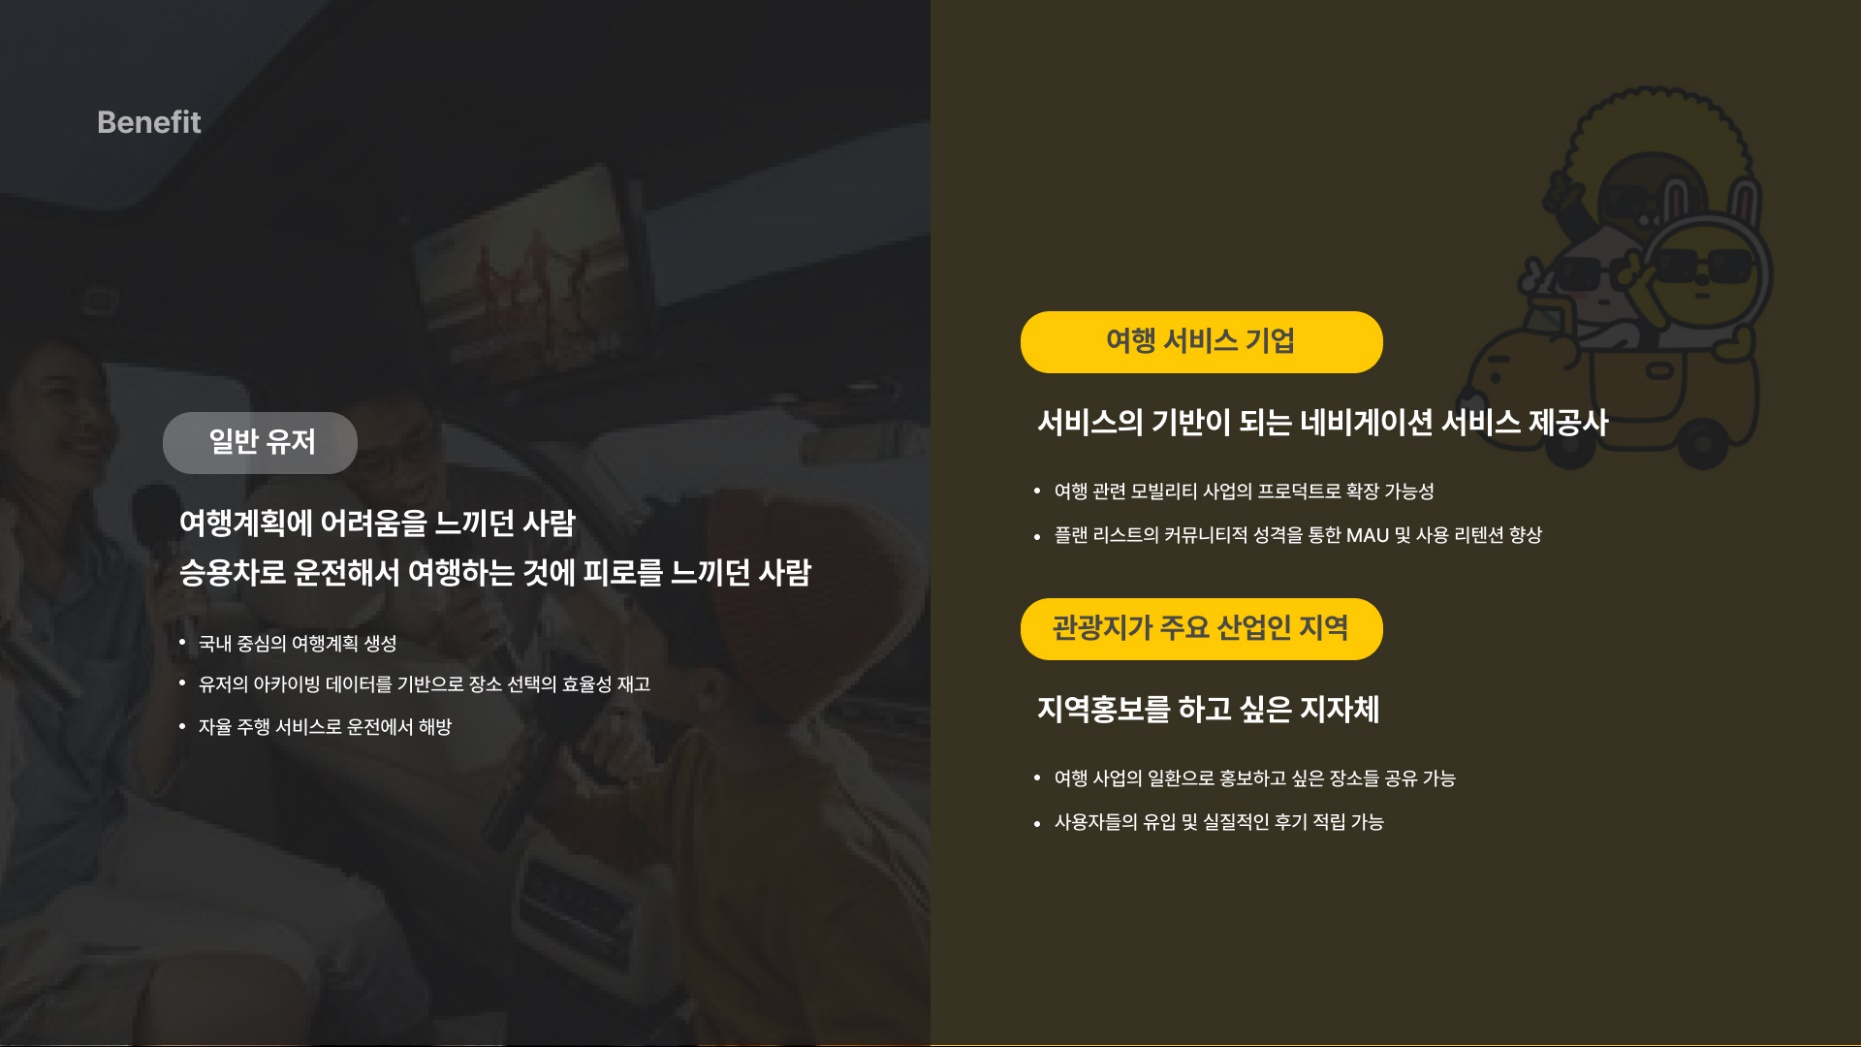 Benefit
일반 유저
여행계획에 어려움을 느끼던 사람
승용차로 운전해서 여행하는 것에 피로를 느끼던 사람
• 국내 중심의 여행계획 생성
• 유저의 아카이빙 데이터를 기반으로 장소 선택의 효율성 재고
• 자율 주행 서비스로 운전에서 해방
여행 서비스 기업
서비스의 기반이 되는 네비게이션 서비스 제공사
• 여행 관련 모빌리티 사업의 프로덕트로 확장 가능성
• 플랜 리스트의 커뮤니티적 성격을 통한 MAU 및 사용 리텐션 향상
관광지가 주요 산업인 지역
지역홍보를 하고 싶은 지자체
• 여행 사업의 일환으로 홍보하고 싶은 장소들 공유 가능
• 사용자들의 유입 및 실질적인 후기 적립 가능